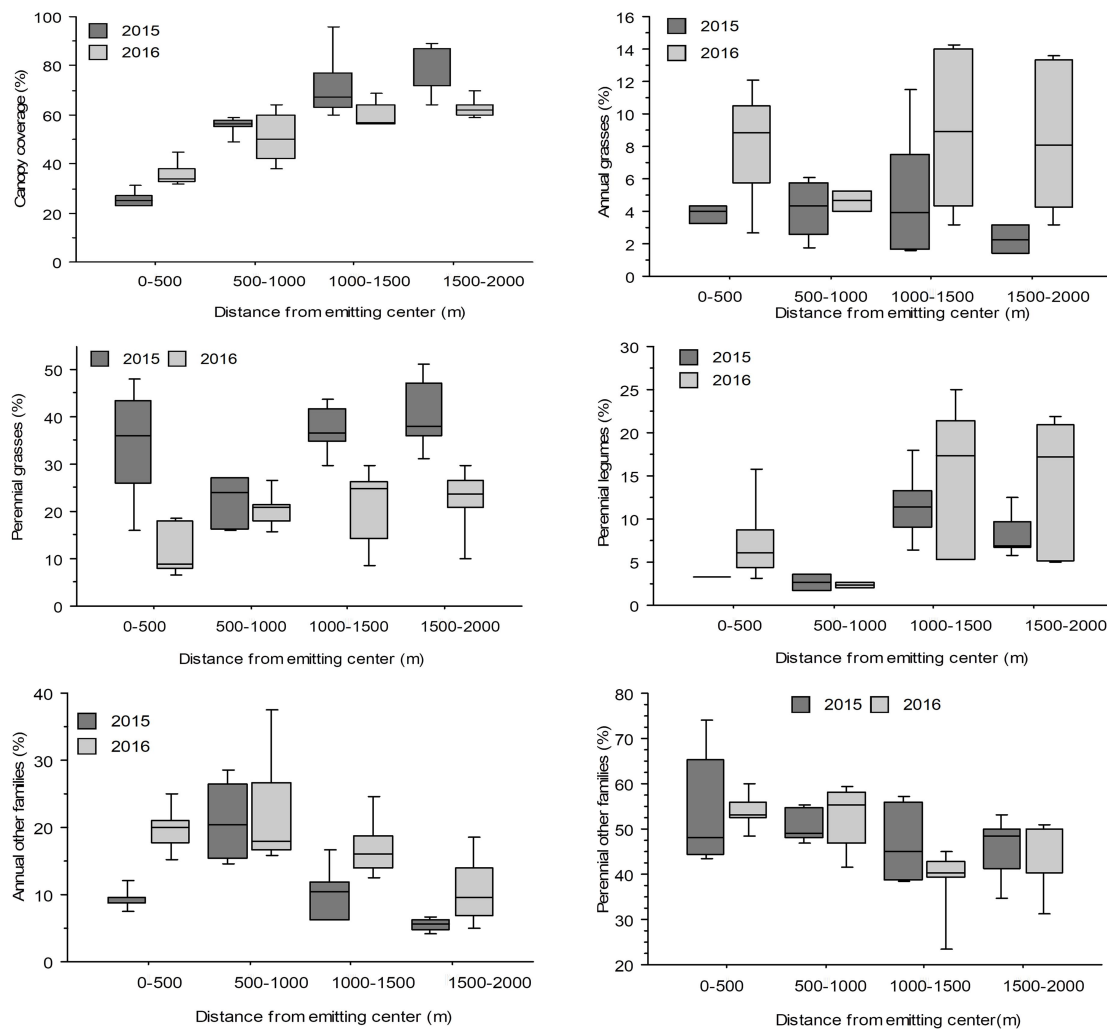 Canopy coverage (%)
100
80
60
40
20
0
2015
2016
0-500 500-1000 1000-1500 1500-2000
Distance from emitting center (m)
Annual grasses (%)
16
14
12
10
8
6
4
2
0
2015
2016
0-500 500-1000 1000-1500 1500-2000
Distance from emitting center (m)
Perennial grasses (%)
50
40
30
20
10
0
2015 2016
0-500 500-1000 1000-1500 1500-2000
Distance from emitting center (m)
Perennial legumes (%)
30
25
20
15
10
5
0
2015
2016
0-500 500-1000 1000-1500 1500-2000
Distance from emitting center (m)
Annual other families (%)
40
30
20
10
0
2015
2016
0-500 500-1000 1000-1500 1500-2000
Distance from emitting center (m)
Perennial other families (%)
80
70
60
50
40
30
20
2015 2016
0-500 500-1000 1000-1500 1500-2000
Distance from emitting center(m)